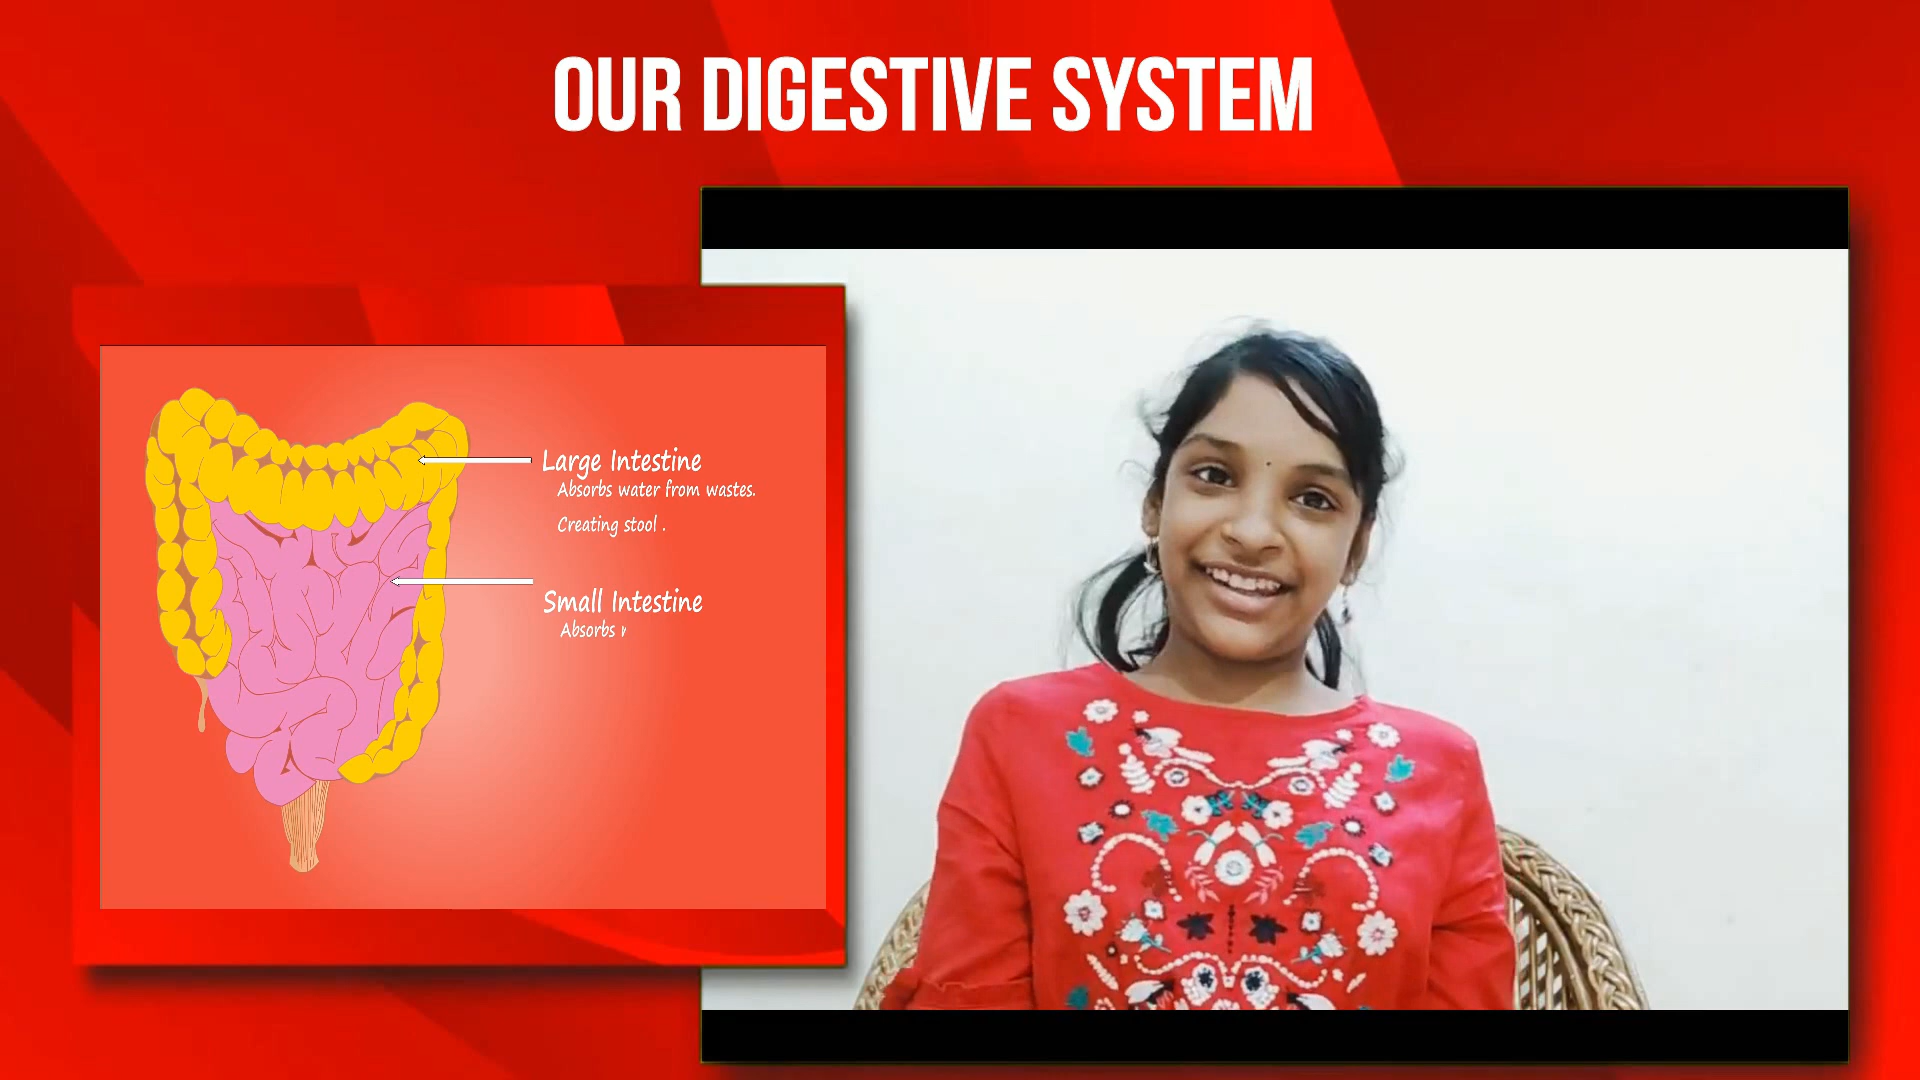 OUR DIGESTIVE SYSTEM
Large Intestine
Absorbs water from wastes.
Creating stool .
Small Intestine
Absorbs